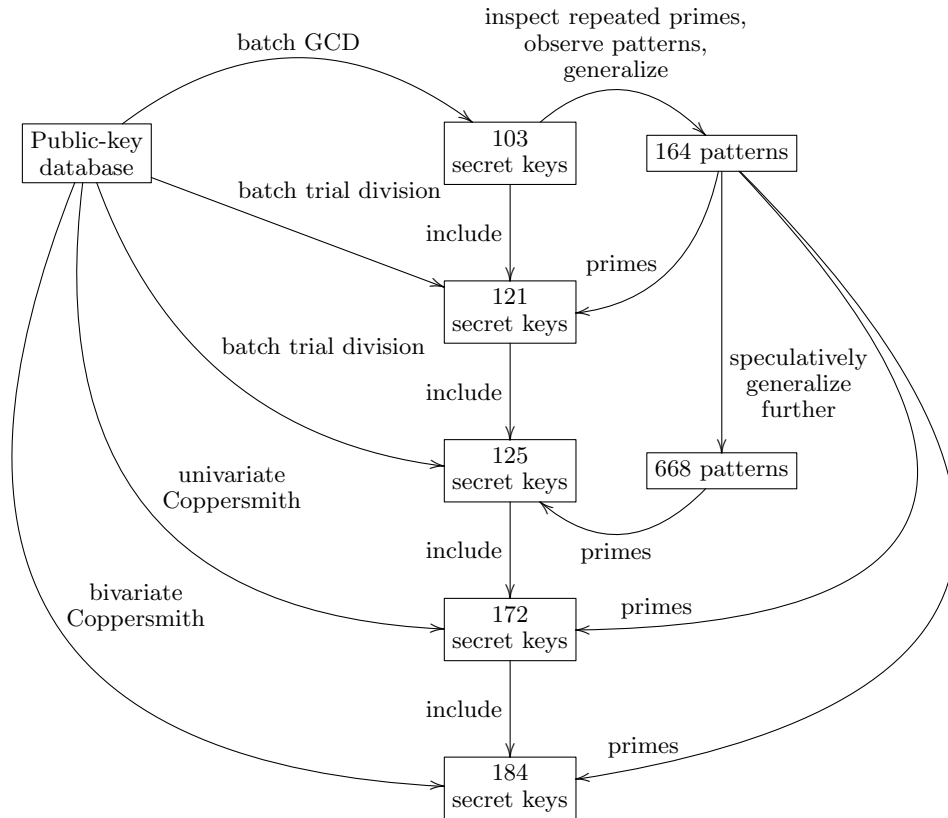 inspect repeated primes,
observe patterns,
generalize
batch GCD
Public-key
database
103
secret keys
164 patterns
batch trial division
include
primes
121
secret keys
batch trial division
speculatively
generalize
further
include
125
secret keys
668 patterns
univariate
Coppersmith
include
primes
bivariate
Coppersmith
172
secret keys
primes
include
primes
184
secret keys